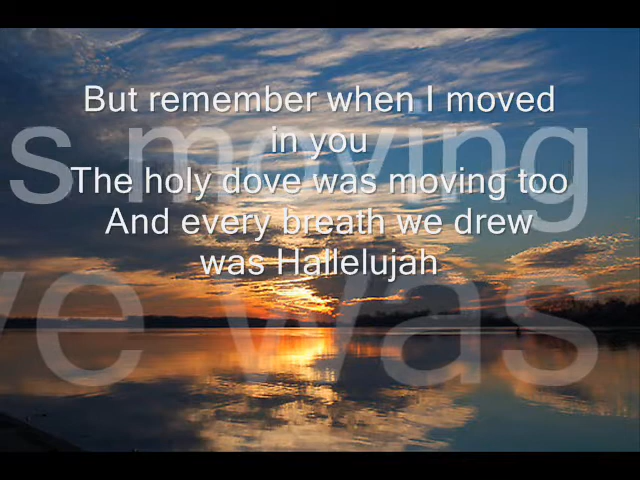 But remember when I moved
in you
The holy dove was moving too
And every breath we drew
was Hallelujah
s moving
ve was